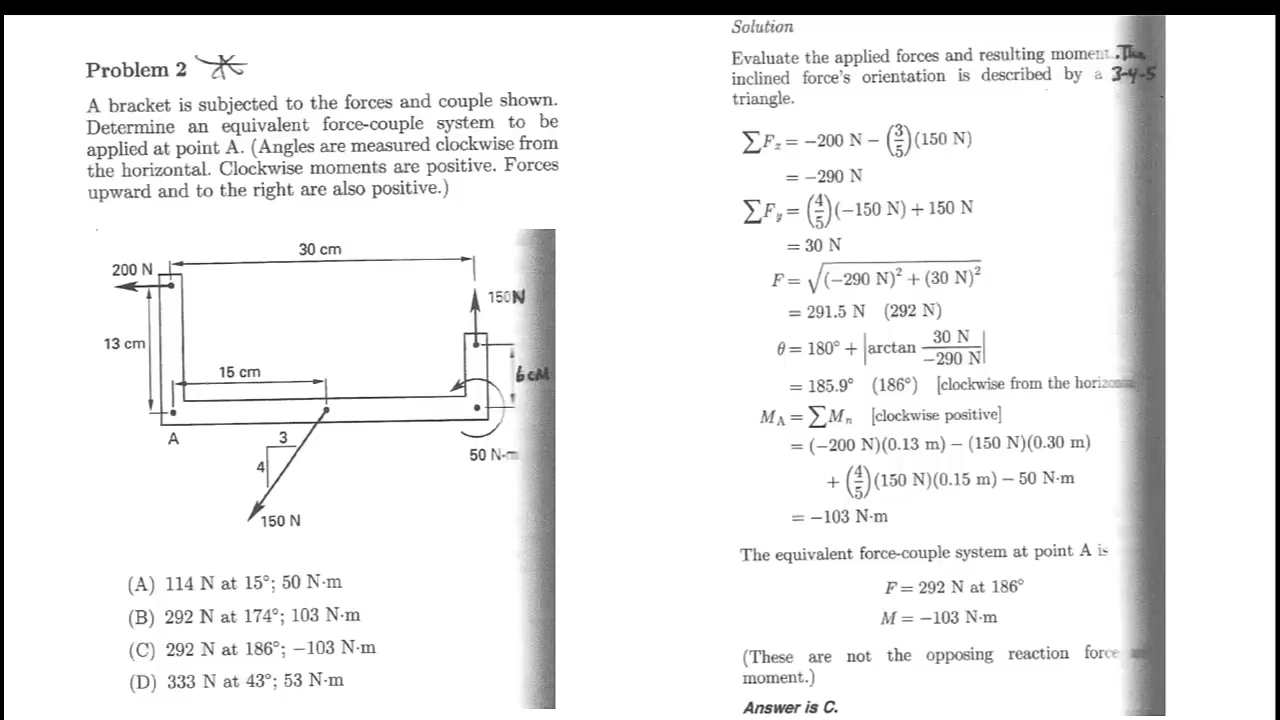 Problem 2
A bracket is subjected to the forces and couple shown.
Determine an equivalent force-couple system to be
applied at point A. (Angles are measured clockwise from
the horizontal. Clockwise moments are positive. Forces
upward and to the right are also positive.)
30 cm
200 N
150 N
13 cm
15 cm
6 cm
A
3
4
50 N-m
150 N
(A) 114 N at 15°; 50 N·m
(B) 292 N at 174°; 103 N·m
(C) 292 N at 186°; −103 N·m
(D) 333 N at 43°; 53 N·m
Solution
Evaluate the applied forces and resulting moment. The
inclined force's orientation is described by a 3-4-5
triangle.
∑Fₓ = −200 N − (3/5)(150 N)
= −290 N
∑Fᵧ = (4/5)(−150 N) + 150 N
= 30 N
F = √((−290 N)² + (30 N)²)
= 291.5 N (292 N)
θ = 180° + |arctan 30 N / −290 N|
= 185.9° (186°) [clockwise from the
M_A = ∑Mₙ [clockwise positive]
= (−200 N)(0.13 m) − (150 N)(0.30 m)
+ (4/5)(150 N)(0.15 m) − 50 N·m
= −103 N·m
The equivalent force-couple system at point A is
F = 292 N at 186°
M = −103 N·m
(These are not the opposing reaction force
moment.)
Answer is C.